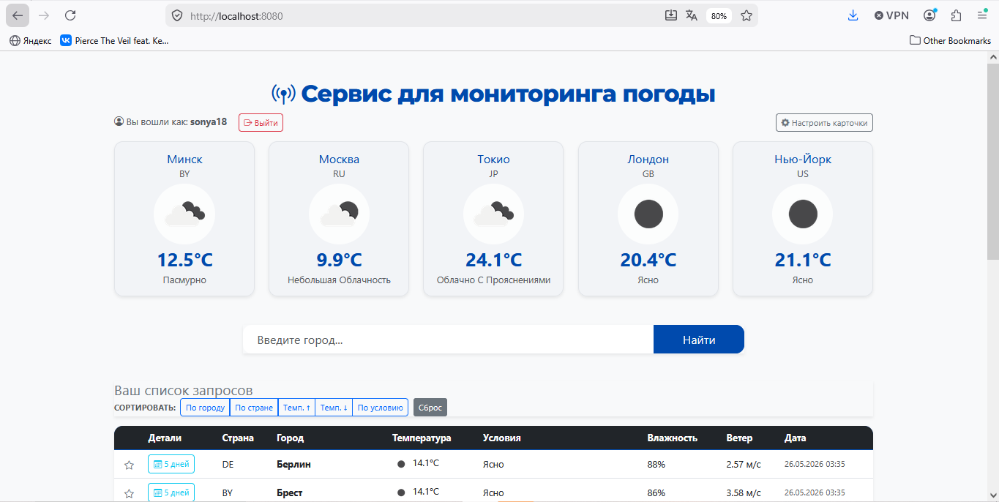 http://localhost:8080
80%
VPN
Яндекс
Pierce The Veil feat. Ke...
Other Bookmarks
Сервис для мониторинга погоды
Вы вошли как: sonya18
Выйти
Настроить карточки
Минск
BY
12.5°C
Пасмурно
Москва
RU
9.9°C
Небольшая Облачность
Токио
JP
24.1°C
Облачно С Прояснениями
Лондон
GB
20.4°C
Ясно
Нью-Йорк
US
21.1°C
Ясно
Введите город...
Найти
Ваш список запросов
СОРТИРОВАТЬ: По городу По стране Темп. ↑ Темп. ↓ По условию Сброс
Детали Страна Город Температура Условия Влажность Ветер Дата
5 дней DE Берлин 14.1°C Ясно 88% 2.57 м/с 26.05.2026 03:35
5 дней BY Брест 14.1°C Ясно 86% 3.58 м/с 26.05.2026 03:35